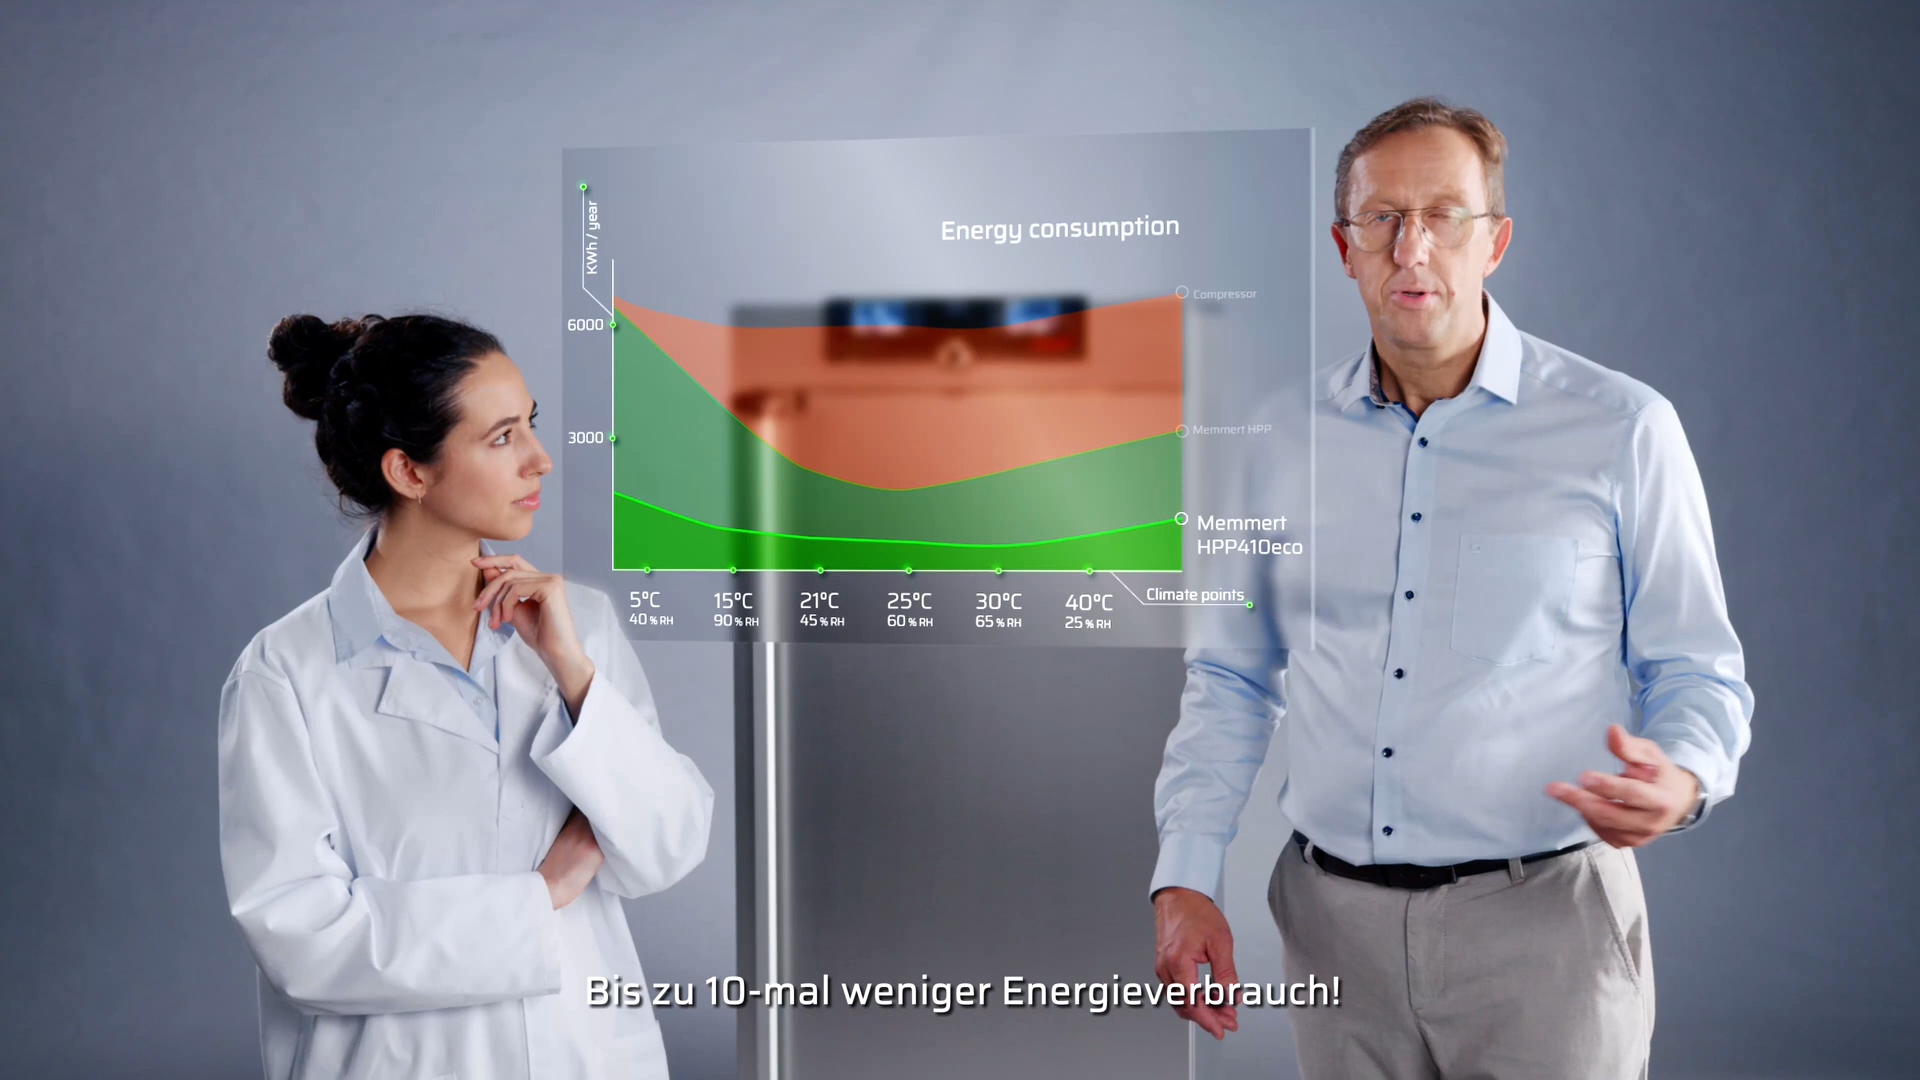 KWh / year
Energy consumption
Compressor
6000
Memmert HPP
3000
Memmert
HPP410eco
Climate points
5°C 15°C 21°C 25°C 30°C 40°C
40 % RH 90 % RH 45 % RH 60 % RH 65 % RH 25 % RH
Bis zu 10-mal weniger Energieverbrauch!